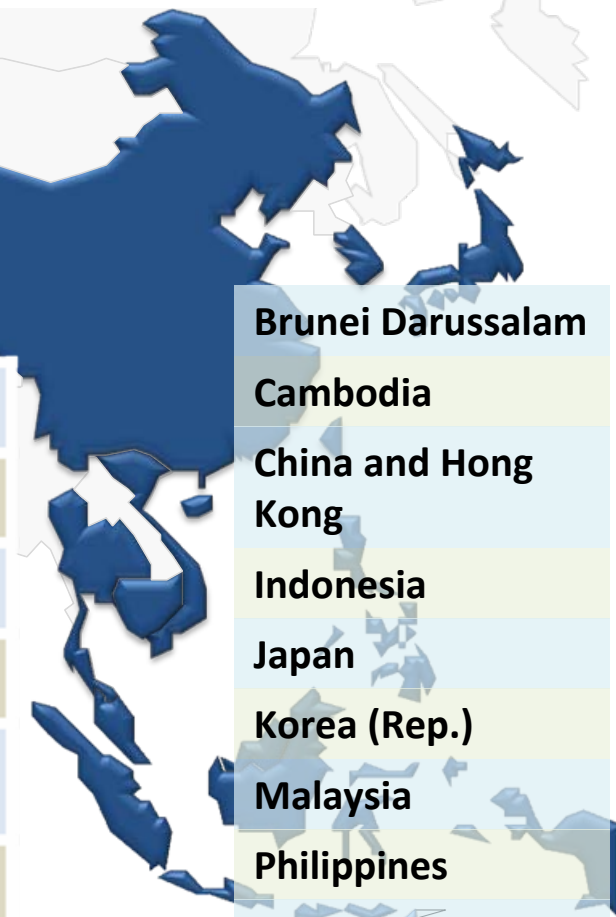 Brunei Darussalam
Cambodia
China and Hong
Kong
Indonesia
Japan
Korea (Rep.)
Malaysia
Philippines